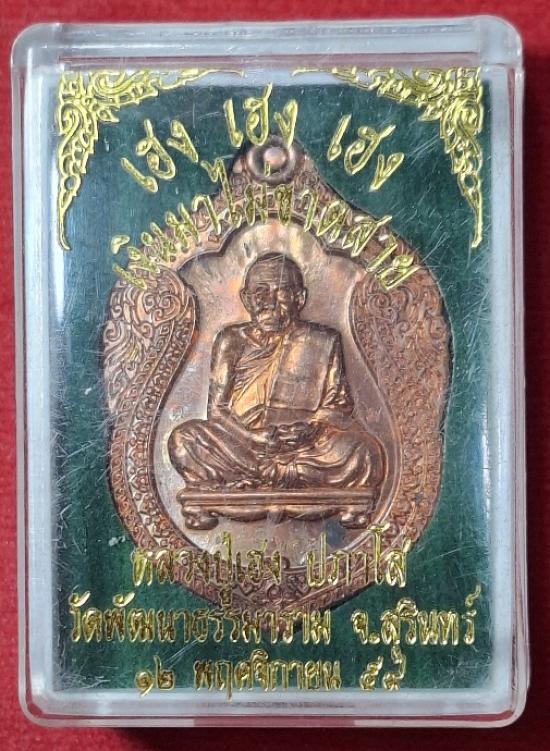 เฮง เฮง เฮง
เงินมาไม่ขาดสาย
หลวงปู่เฮง ปภาโส
วัดพัฒนาธรรมาราม จ.สุรินทร์
๑๒ พฤศจิกายน ๕๙